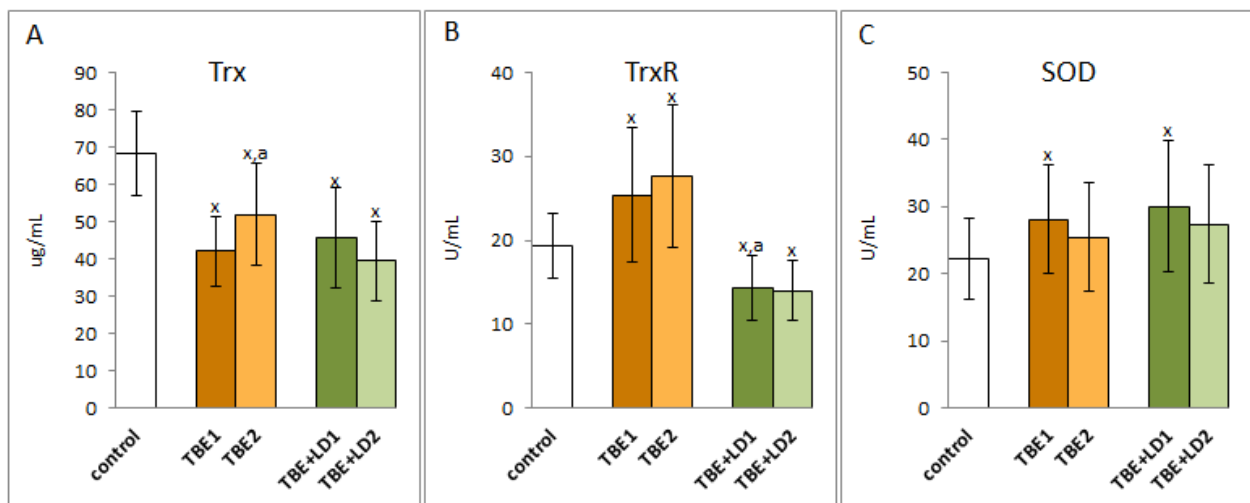 A
Trx
ug/mL
90
80
70
60
50
40
30
20
10
0
x
x,a
x
x
control
TBE1
TBE2
TBE+LD1
TBE+LD2
B
TrxR
U/mL
40
30
20
10
0
x
x
x,a
x
control
TBE1
TBE2
TBE+LD1
TBE+LD2
C
SOD
U/mL
50
40
30
20
10
0
x
x
control
TBE1
TBE2
TBE+LD1
TBE+LD2